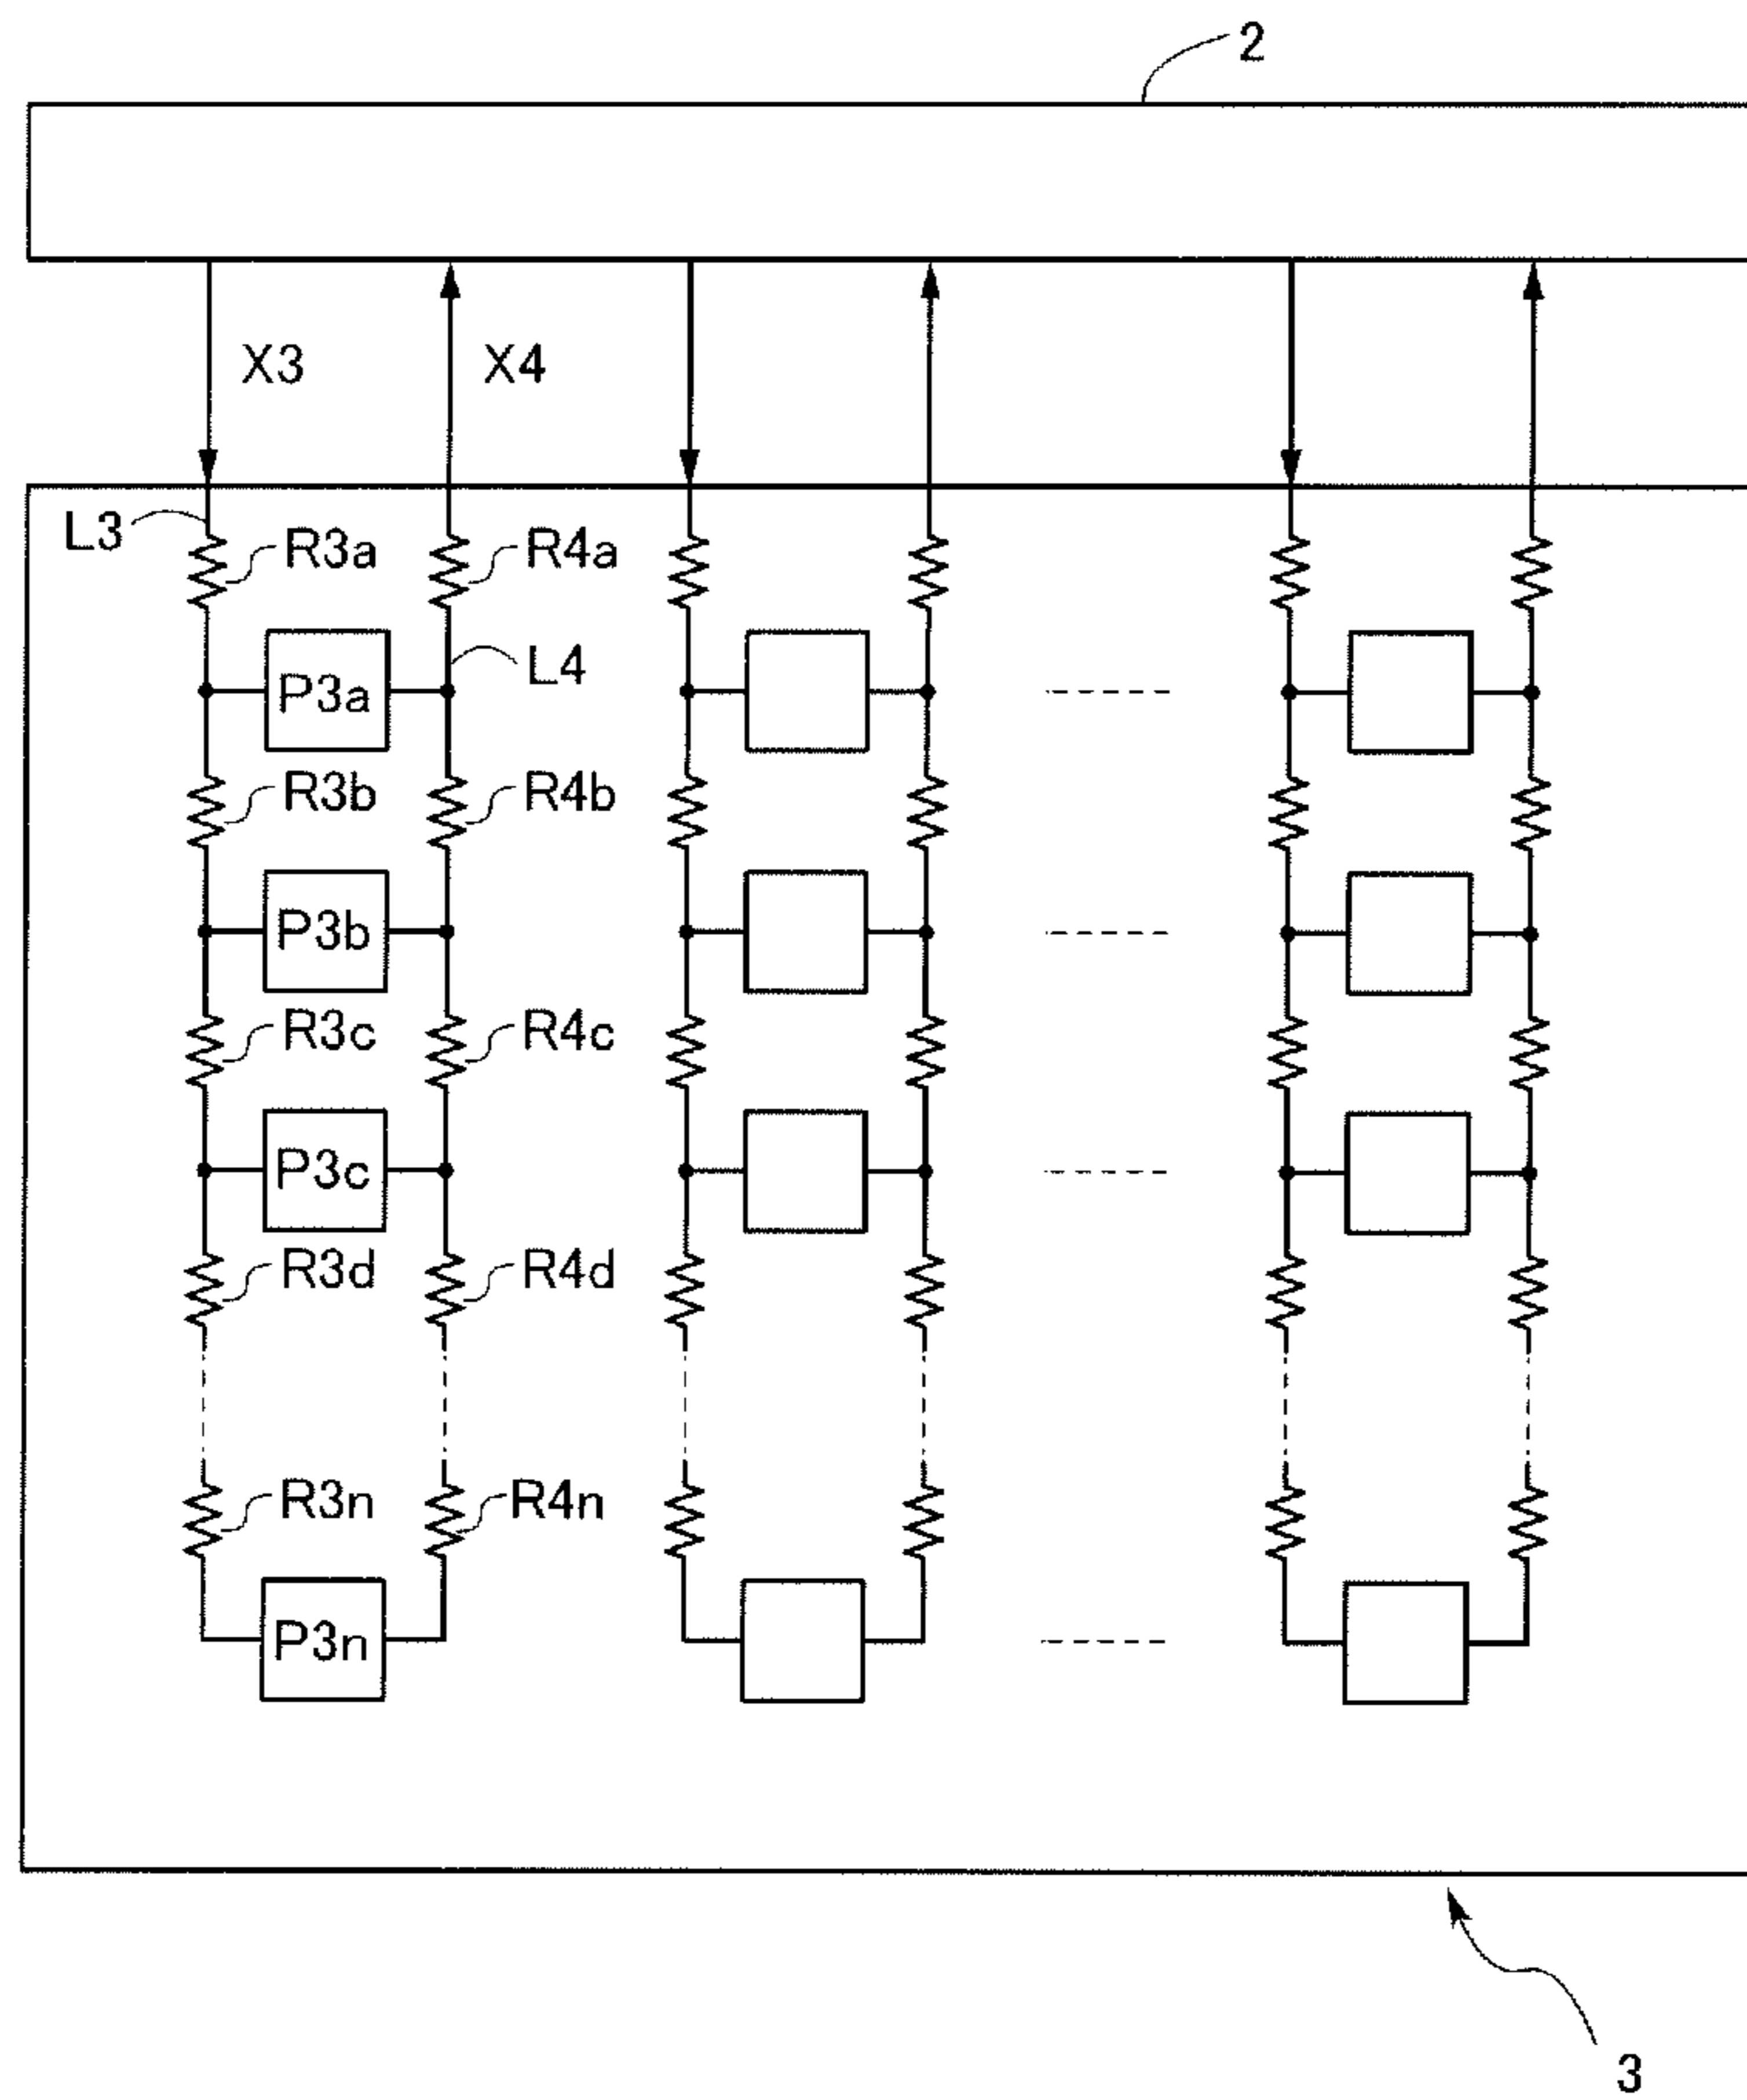 2
X3 X4
L3 R3a R4a
L4
P3a
R3b R4b
P3b
R3c R4c
P3c
R3d R4d
R3n R4n
P3n
3